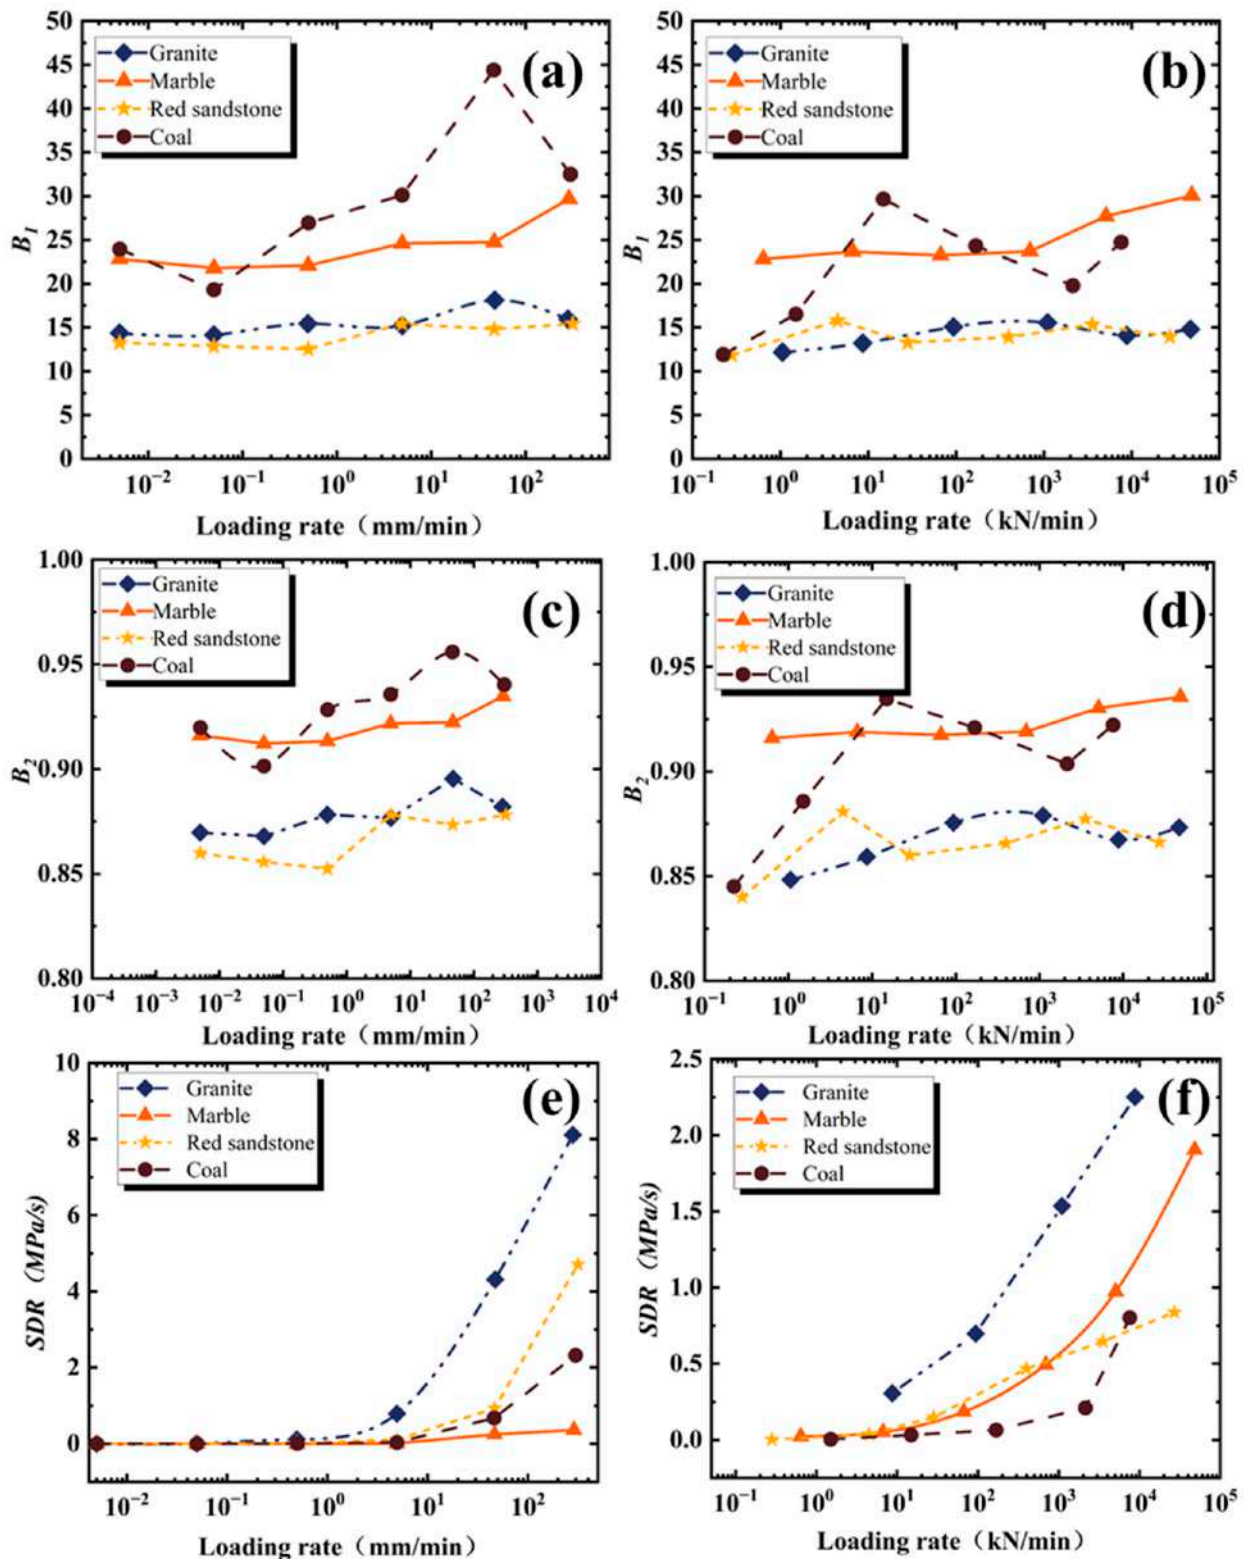 50
45
40
35
30
25
20
15
10
5
0
B₁
Granite
Marble
Red sandstone
Coal
(a)
10⁻² 10⁻¹ 10⁰ 10¹ 10²
Loading rate（mm/min）
50
45
40
35
30
25
20
15
10
5
0
B₁
Granite
Marble
Red sandstone
Coal
(b)
10⁻¹ 10⁰ 10¹ 10² 10³ 10⁴ 10⁵
Loading rate（kN/min）
1.00
0.95
0.90
0.85
0.80
B₂
Granite
Marble
Red sandstone
Coal
(c)
10⁻⁴ 10⁻³ 10⁻² 10⁻¹ 10⁰ 10¹ 10² 10³ 10⁴
Loading rate（mm/min）
1.00
0.95
0.90
0.85
0.80
B₂
Granite
Marble
Red sandstone
Coal
(d)
10⁻¹ 10⁰ 10¹ 10² 10³ 10⁴ 10⁵
Loading rate（kN/min）
10
8
6
4
2
0
SDR（MPa/s）
Granite
Marble
Red sandstone
Coal
(e)
10⁻² 10⁻¹ 10⁰ 10¹ 10²
Loading rate（mm/min）
2.5
2.0
1.5
1.0
0.5
0.0
SDR（MPa/s）
Granite
Marble
Red sandstone
Coal
(f)
10⁻¹ 10⁰ 10¹ 10² 10³ 10⁴ 10⁵
Loading rate（kN/min）